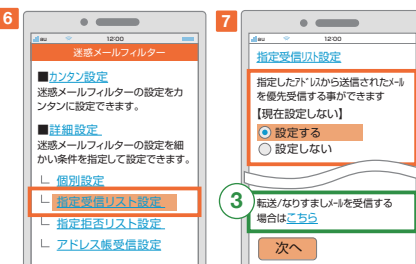 6
au 12:00
迷惑メールフィルター
■カンタン設定
迷惑メールフィルターの設定をカ
ンタンに設定できます。
■詳細設定
迷惑メールフィルターの設定を細
かい条件を指定して設定できます。
個別設定
指定受信リスト設定
指定拒否リスト設定
アドレス帳受信設定
7
au 12:00
指定受信リスト設定
指定したアドレスから送信されたメール
を優先受信する事ができます
【現在設定しない】
設定する
設定しない
3
転送/なりすましメールを受信する
場合はこちら
次へ